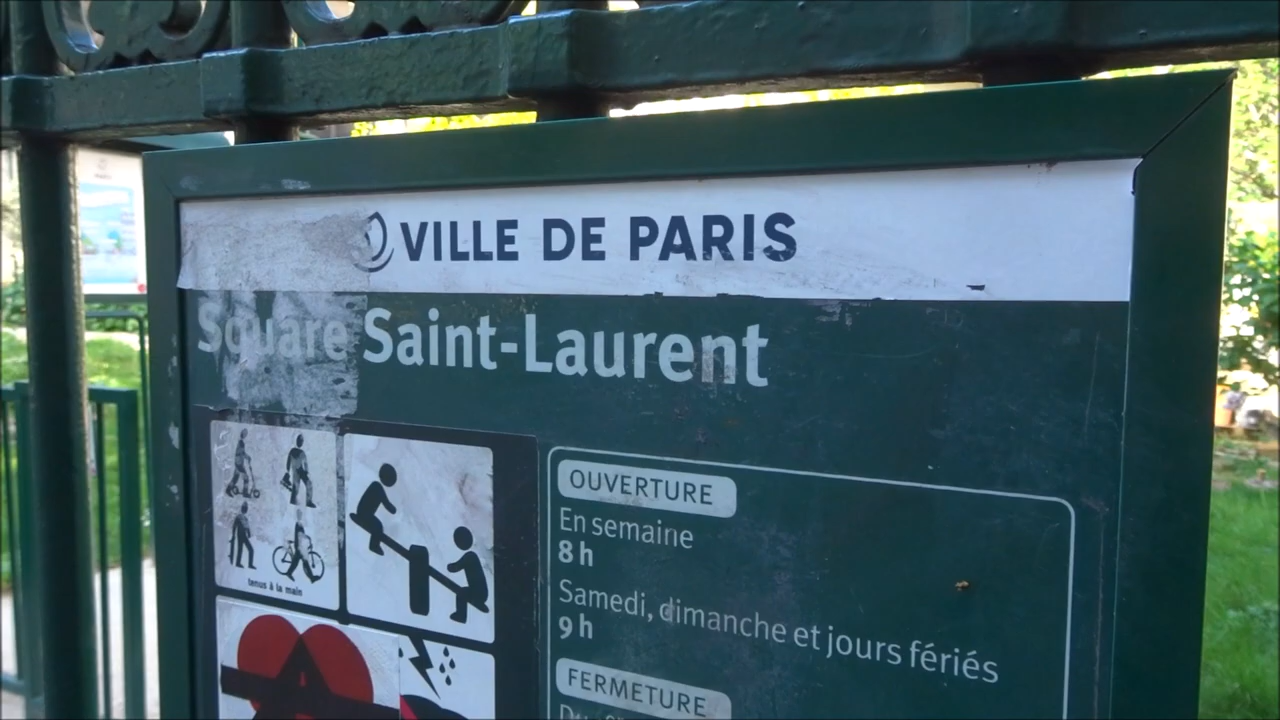 VILLE DE PARIS
Square Saint-Laurent
tenus à la main
OUVERTURE
En semaine
8 h
Samedi, dimanche et jours fériés
9 h
FERMETURE